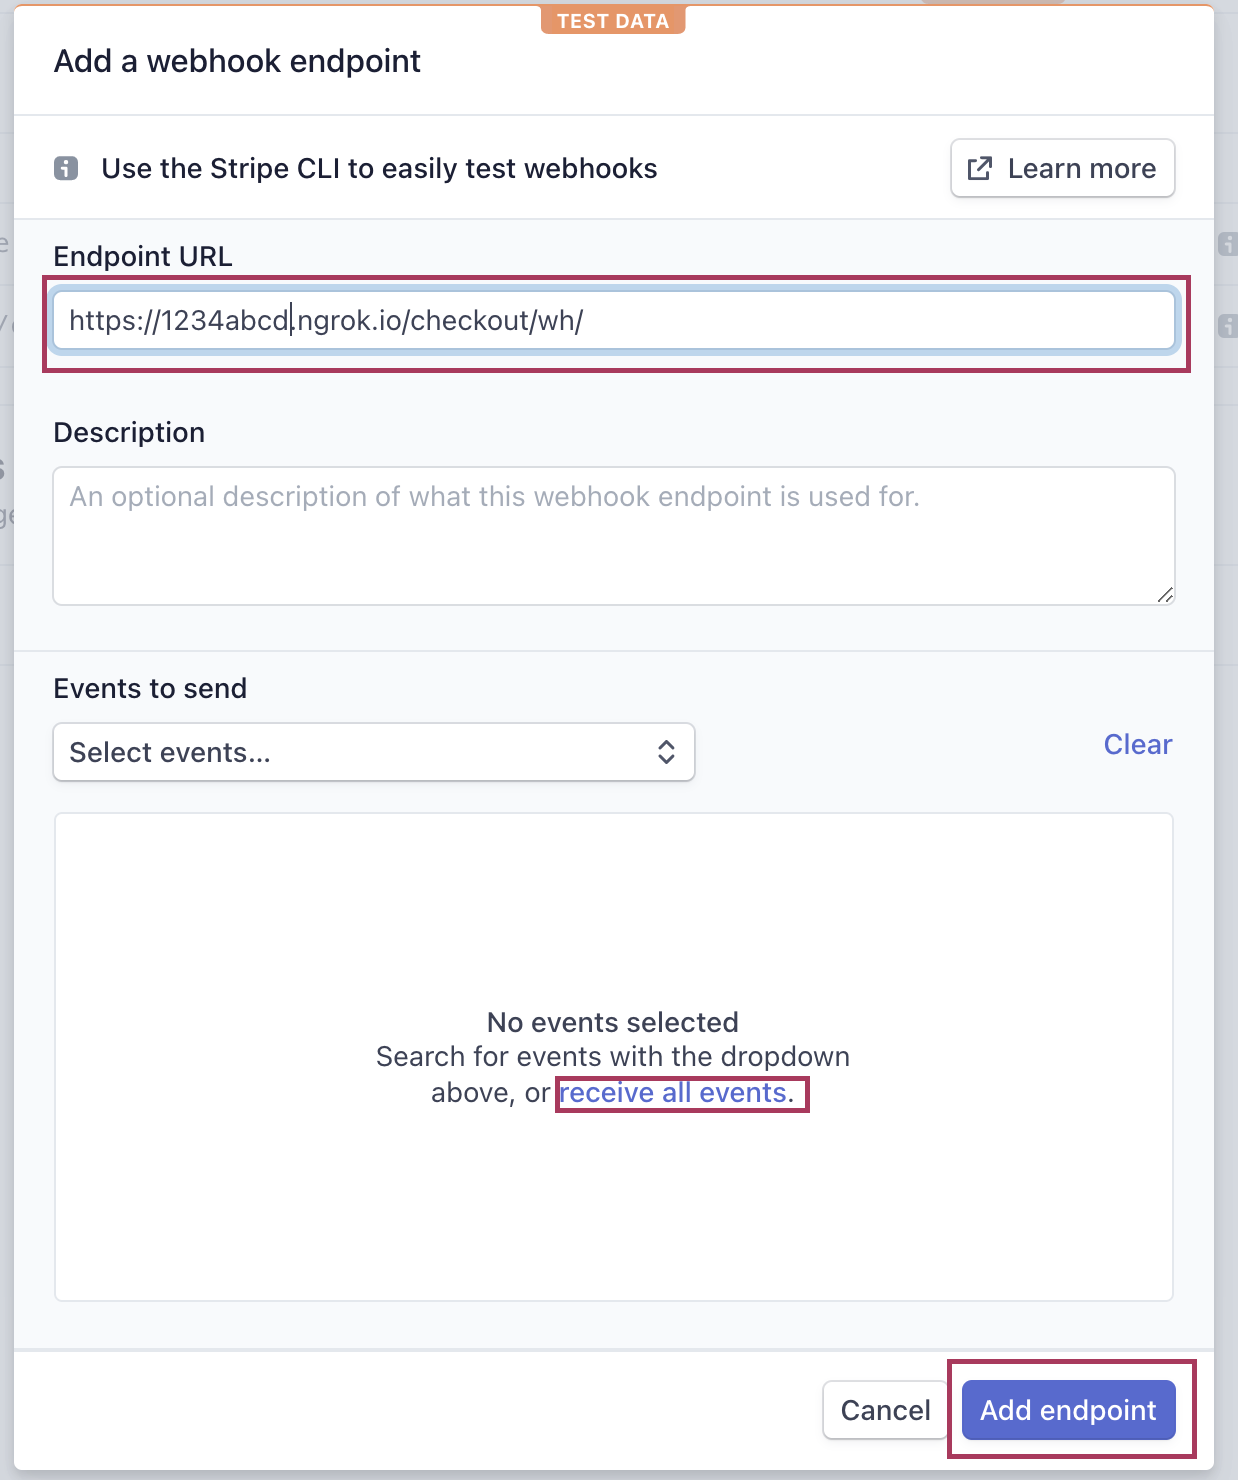 TEST DATA
Add a webhook endpoint
Use the Stripe CLI to easily test webhooks
Learn more
Endpoint URL
https://1234abcd.ngrok.io/checkout/wh/
Description
An optional description of what this webhook endpoint is used for.
Events to send
Select events...
Clear
No events selected
Search for events with the dropdown
above, or receive all events.
Cancel
Add endpoint